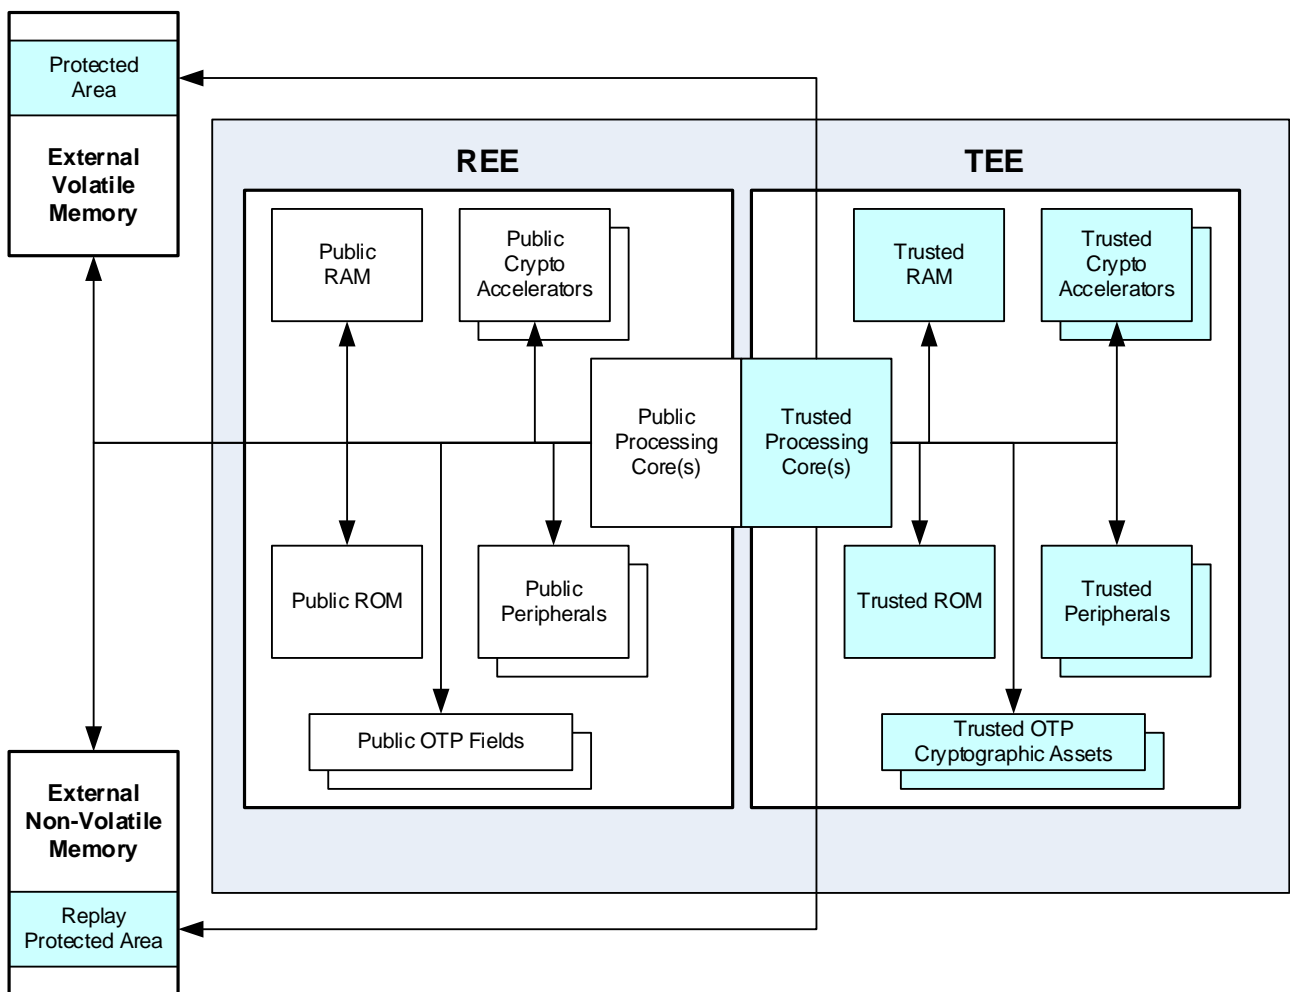 Protected
Area
External
Volatile
Memory
REE
TEE
Public
RAM
Public
Crypto
Accelerators
Trusted
RAM
Trusted
Crypto
Accelerators
Public
Processing
Core(s)
Trusted
Processing
Core(s)
Public ROM
Public
Peripherals
Trusted ROM
Trusted
Peripherals
Public OTP Fields
Trusted OTP
Cryptographic Assets
External
Non-Volatile
Memory
Replay
Protected Area